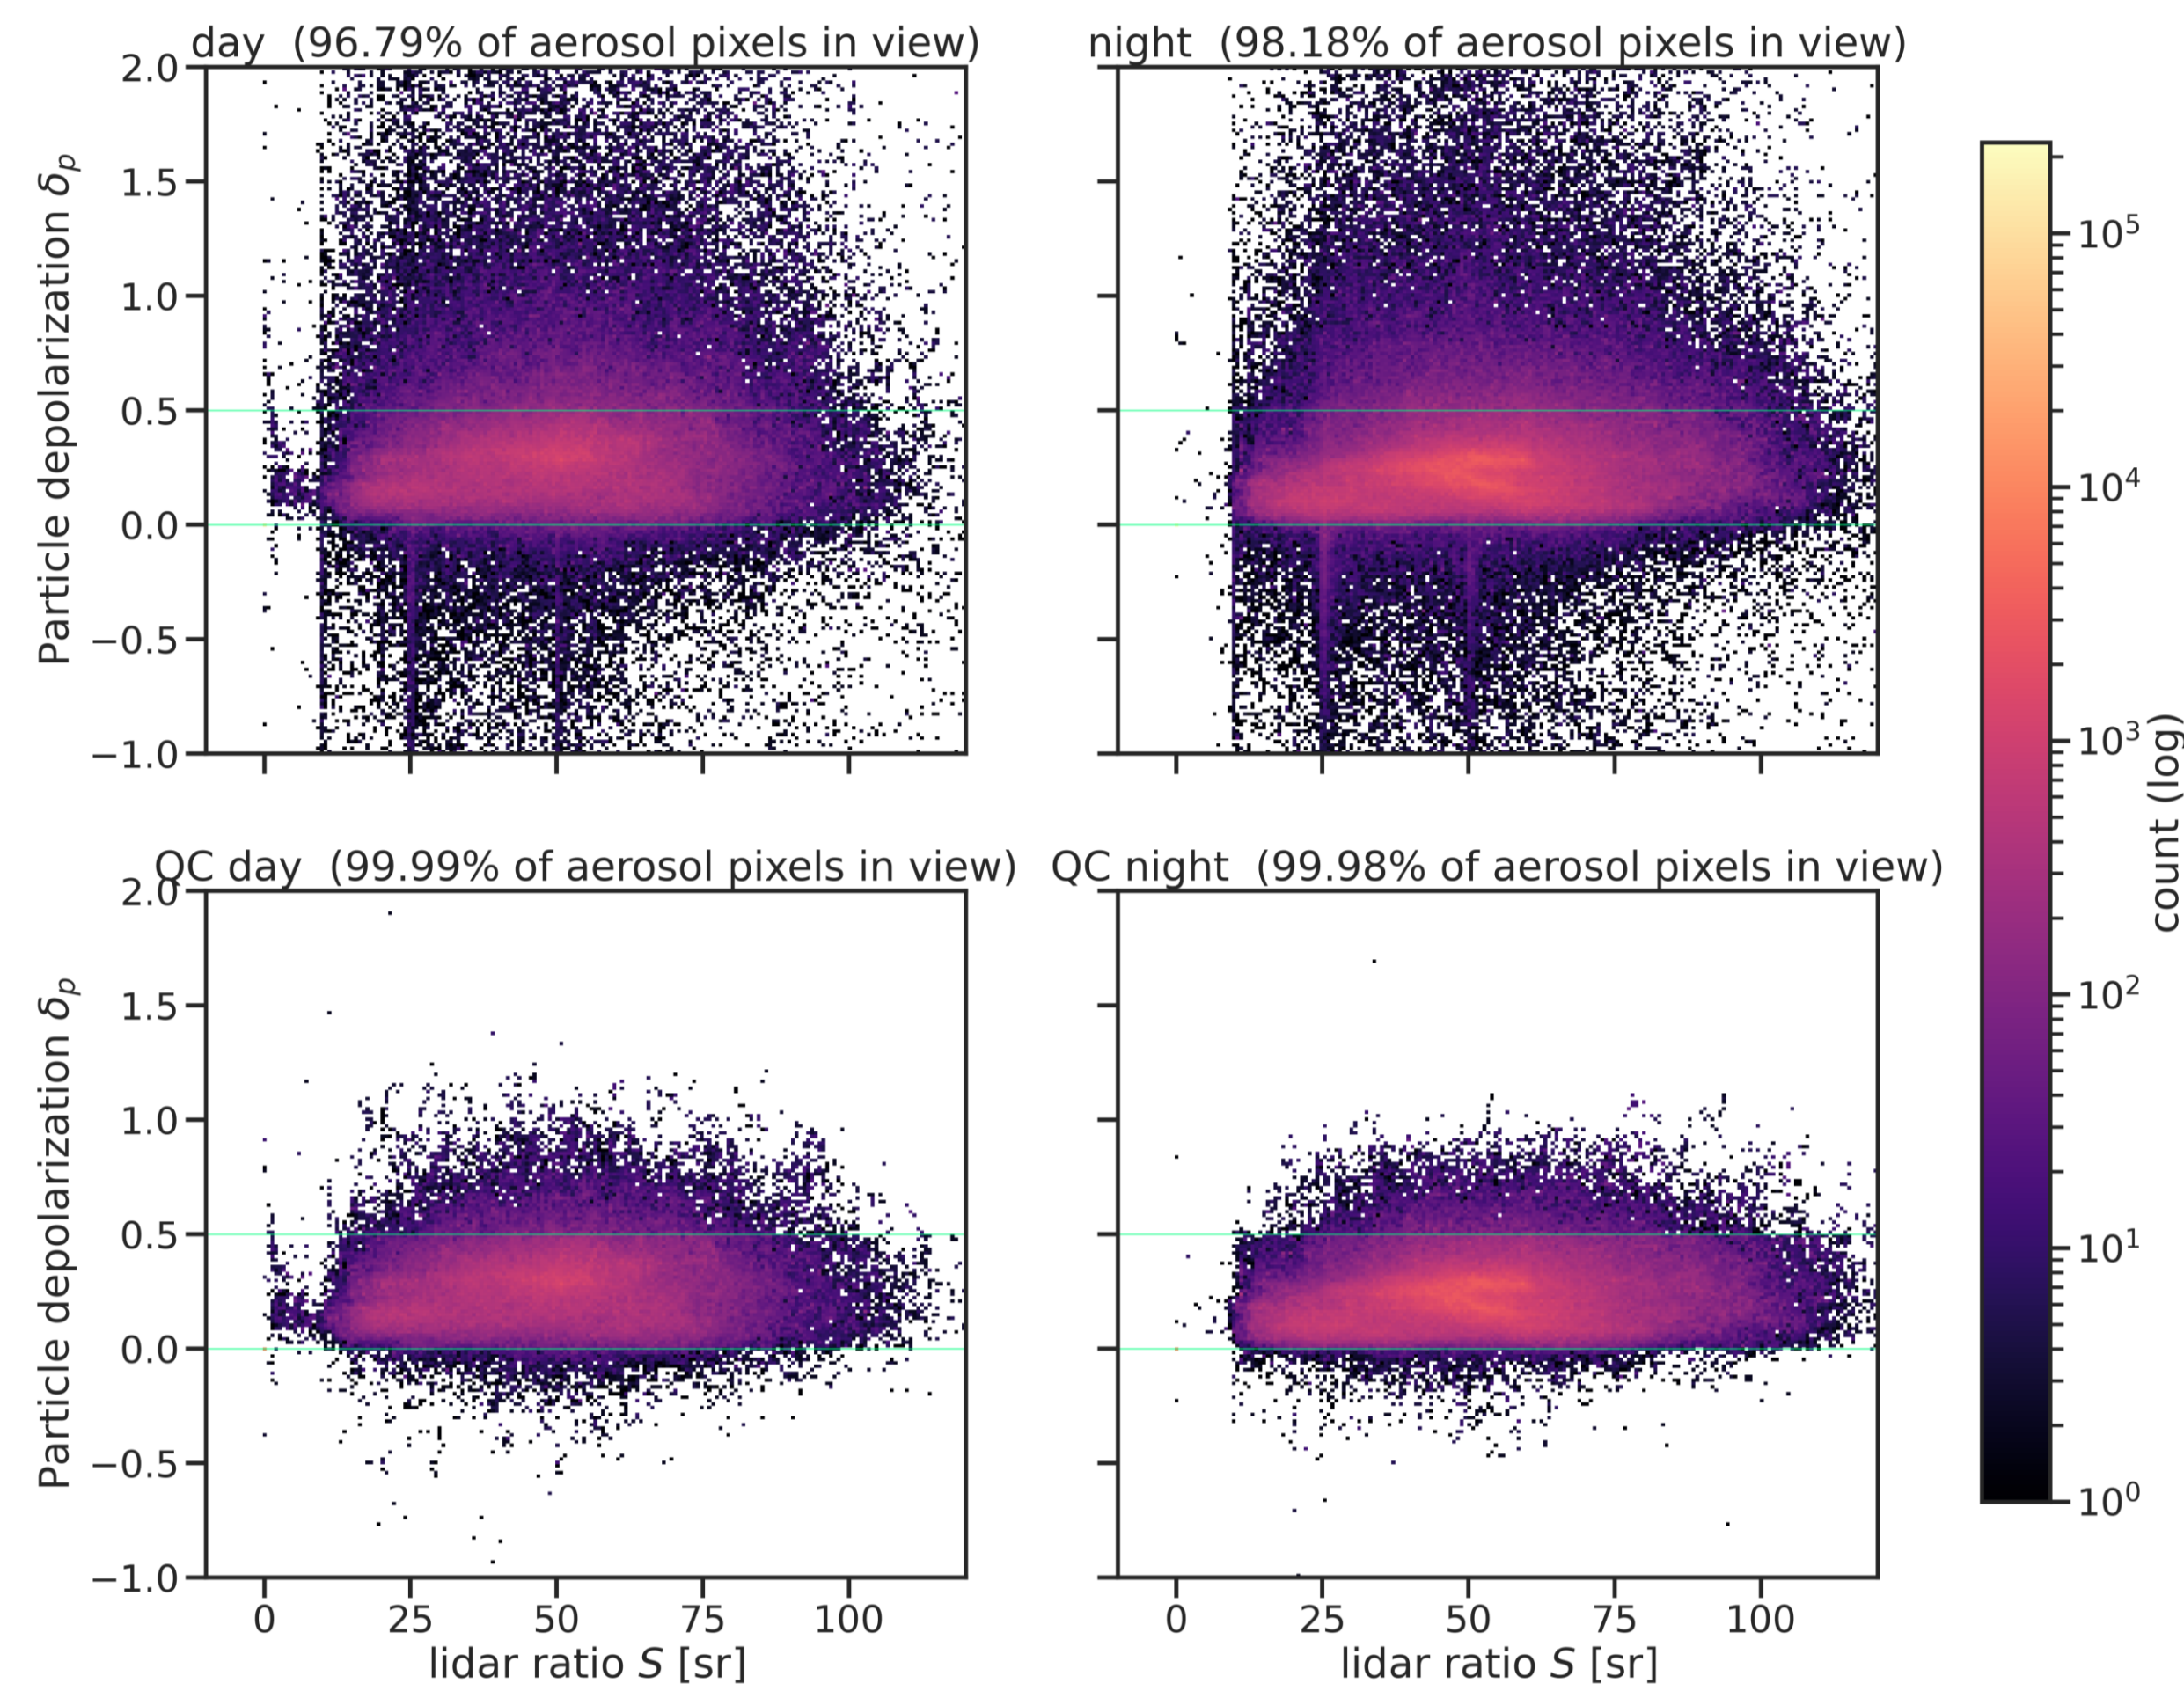 day (96.79% of aerosol pixels in view)
night (98.18% of aerosol pixels in view)
2.0
1.5
1.0
0.5
0.0
−0.5
−1.0
Particle depolarization δp
QC day (99.99% of aerosol pixels in view)
QC night (99.98% of aerosol pixels in view)
2.0
1.5
1.0
0.5
0.0
−0.5
−1.0
Particle depolarization δp
0 25 50 75 100
lidar ratio S [sr]
0 25 50 75 100
lidar ratio S [sr]
10⁵
10⁴
10³
10²
10¹
10⁰
count (log)